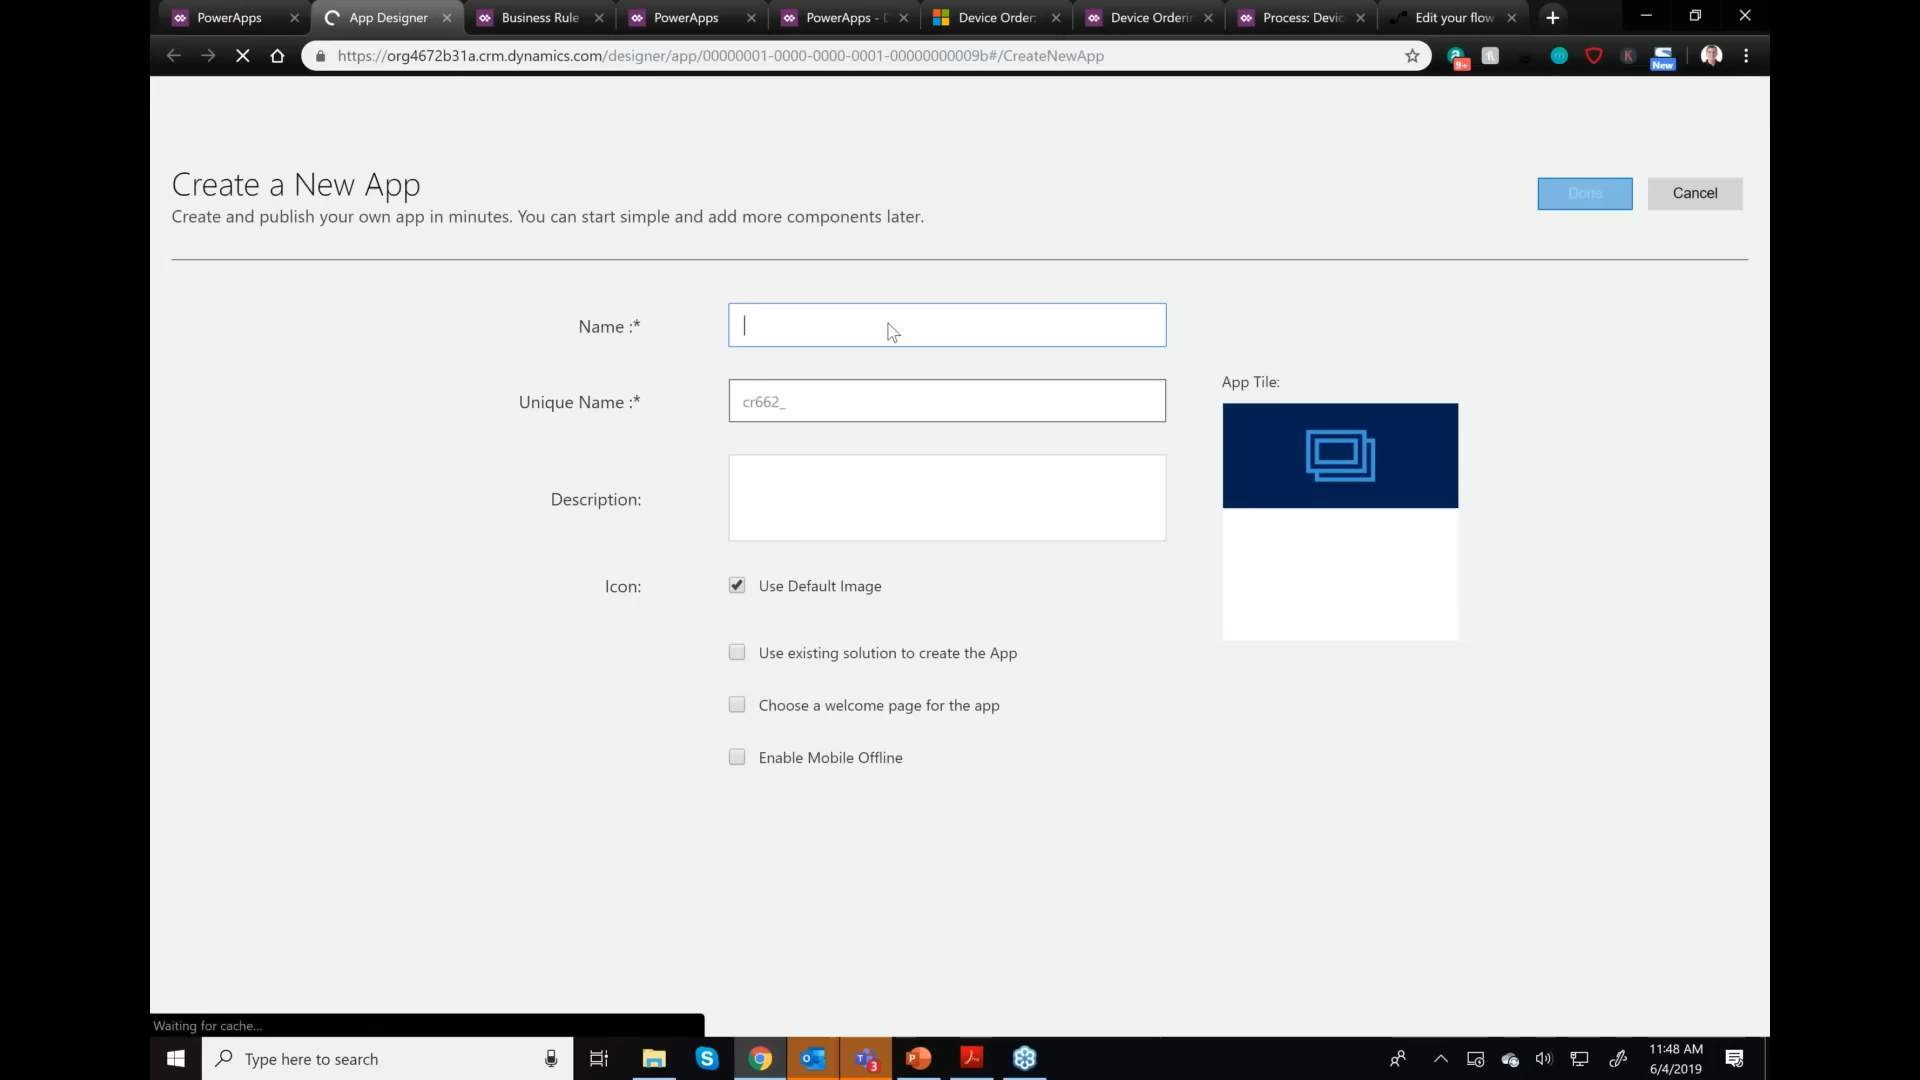 PowerApps
App Designer
Business Rule
PowerApps
PowerApps -
Device Order:
Device Orderin
Process: Devic
Edit your flow
https://org4672b31a.crm.dynamics.com/designer/app/00000001-0000-0000-0001-00000000009b#/CreateNewApp
9+
K
New
Create a New App
Create and publish your own app in minutes. You can start simple and add more components later.
Done
Cancel
Name :*
Unique Name :*
cr662_
App Tile:
Description:
Icon:
Use Default Image
Use existing solution to create the App
Choose a welcome page for the app
Enable Mobile Offline
Waiting for cache...
Type here to search
3
11:48 AM
6/4/2019